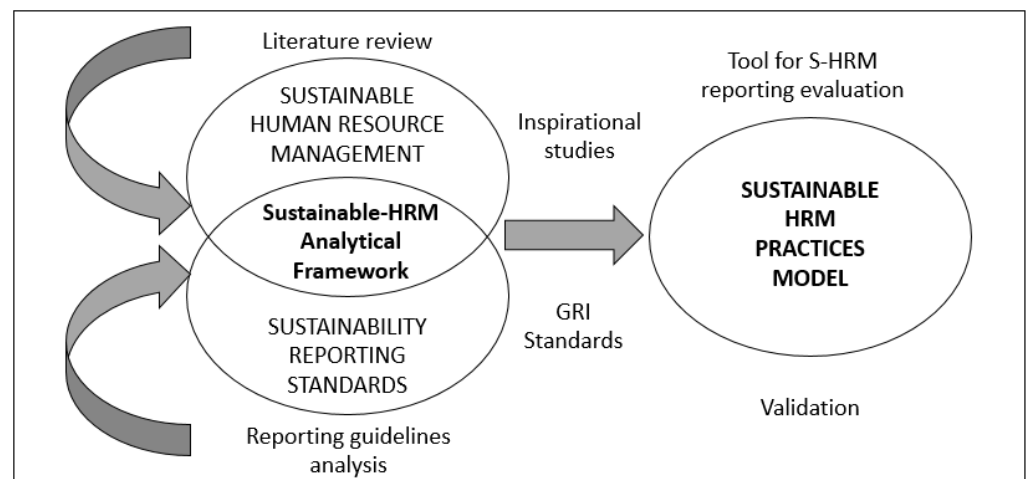 Literature review
SUSTAINABLE
HUMAN RESOURCE
MANAGEMENT
Sustainable-HRM
Analytical
Framework
SUSTAINABILITY
REPORTING
STANDARDS
Reporting guidelines
analysis
Inspirational
studies
GRI
Standards
Tool for S-HRM
reporting evaluation
SUSTAINABLE
HRM
PRACTICES
MODEL
Validation